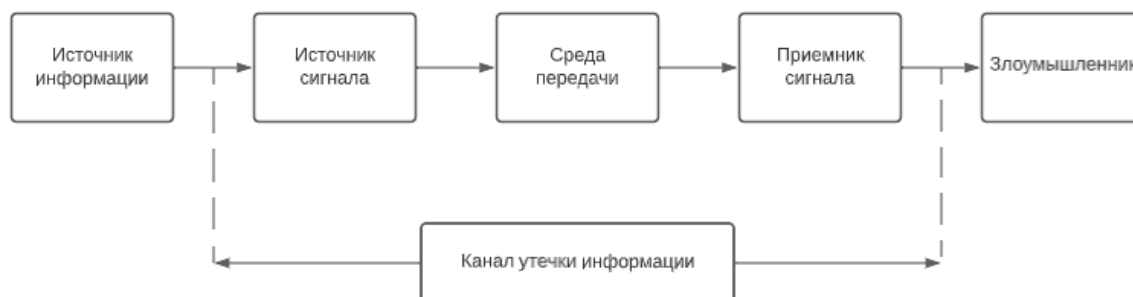 Источник
информации
Источник
сигнала
Среда
передачи
Приемник
сигнала
Злоумышленник
Канал утечки информации